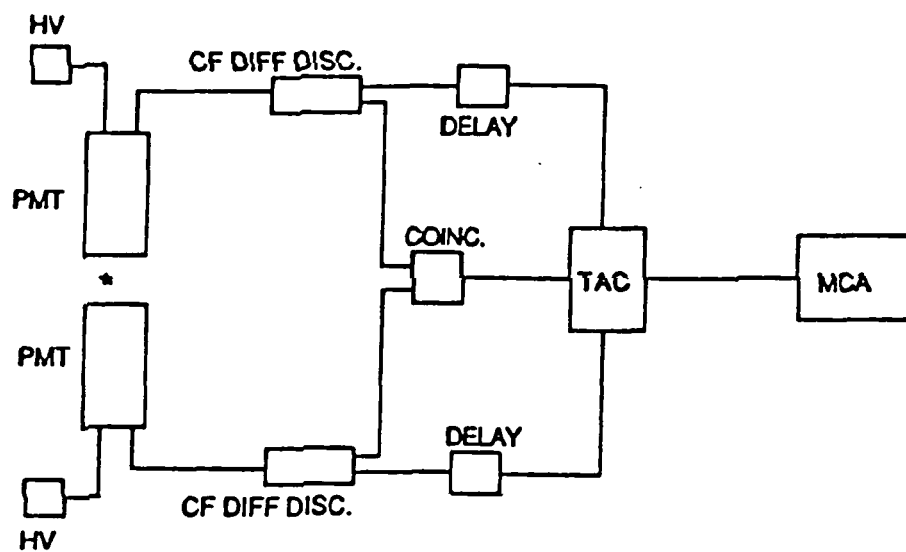 HV
CF DIFF DISC.
DELAY
PMT
COINC.
*
TAC
MCA
PMT
DELAY
CF DIFF DISC.
HV